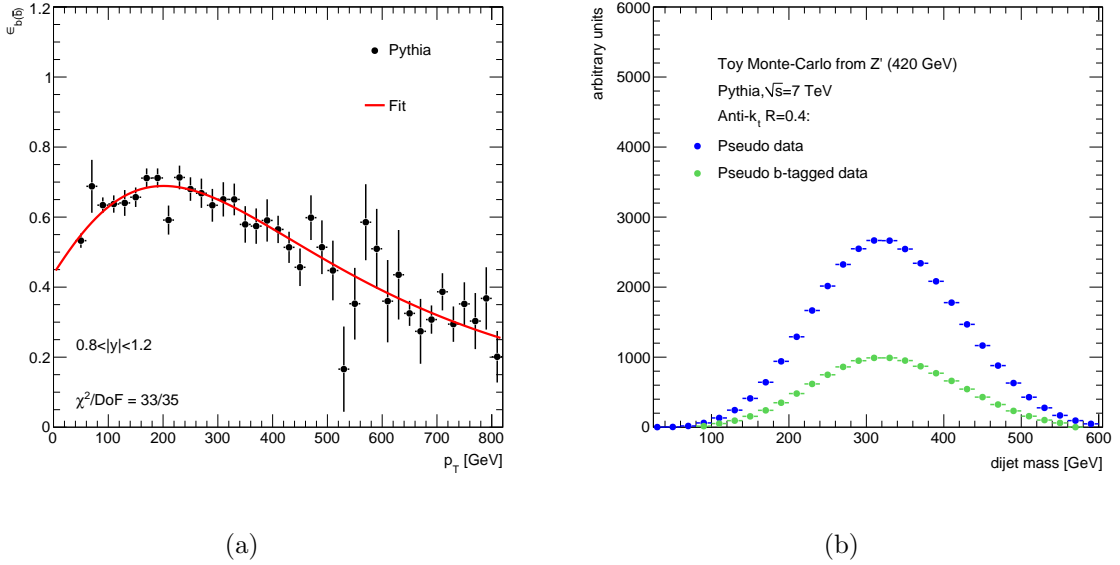 ε_b(b̄)
1.2
1
0.8
0.6
0.4
0.2
0
Pythia
Fit
0.8<|y|<1.2
χ²/DoF = 33/35
0 100 200 300 400 500 600 700 800
p_T [GeV]
(a)
arbitrary units
6000
5000
4000
3000
2000
1000
0
Toy Monte-Carlo from Z' (420 GeV)
Pythia,√s=7 TeV
Anti-k_t R=0.4:
Pseudo data
Pseudo b-tagged data
100 200 300 400 500 600
dijet mass [GeV]
(b)